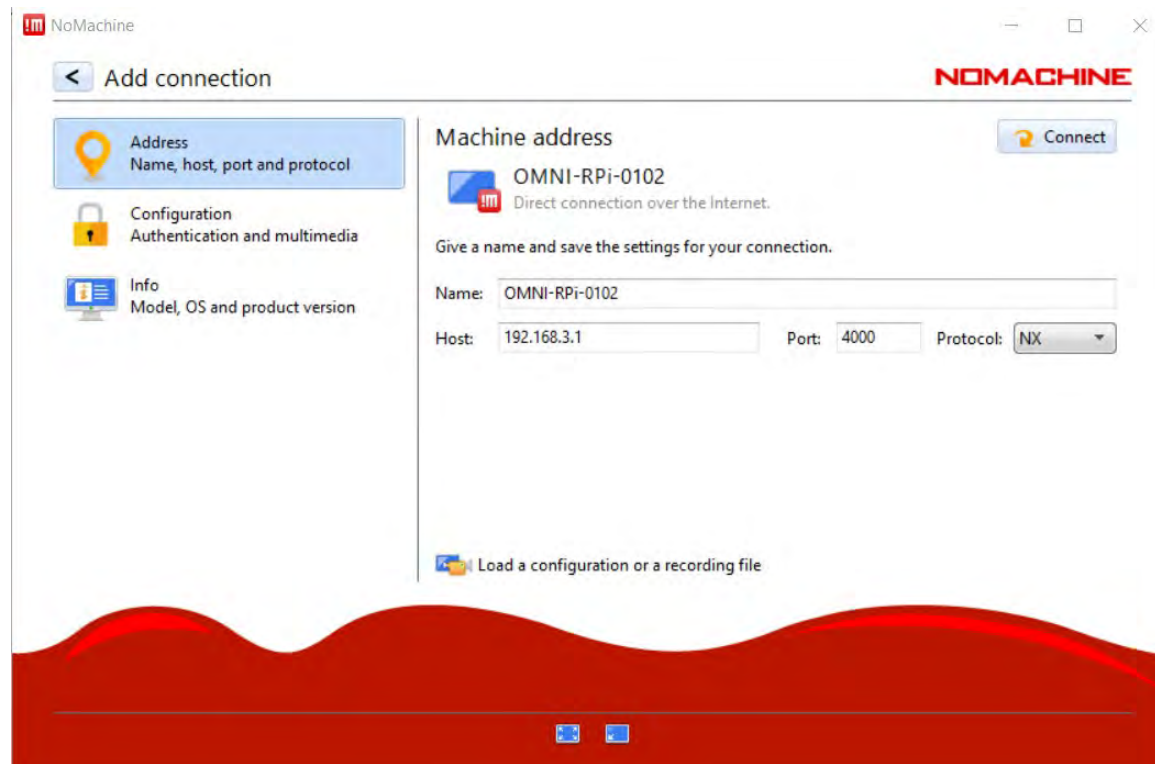 !M NoMachine
< Add connection
NOMACHINE
Address
Name, host, port and protocol
Configuration
Authentication and multimedia
Info
Model, OS and product version
Machine address
Connect
OMNI-RPi-0102
!M
Direct connection over the Internet.
Give a name and save the settings for your connection.
Name: OMNI-RPi-0102
Host: 192.168.3.1 Port: 4000 Protocol: NX
Load a configuration or a recording file